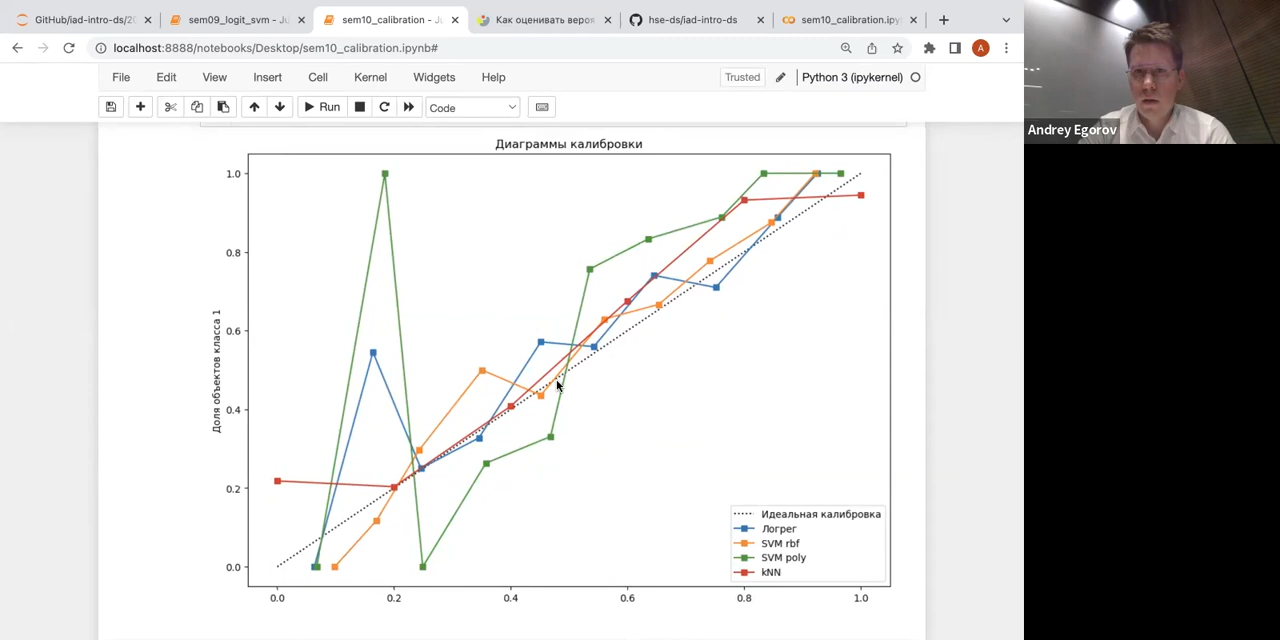 GitHub/iad-intro-ds/20
sem09_logit_svm - Ju
sem10_calibration - J
Как оценивать вероя
hse-ds/iad-intro-ds
sem10_calibration.ipy
localhost:8888/notebooks/Desktop/sem10_calibration.ipynb#
A
File Edit View Insert Cell Kernel Widgets Help
Trusted
Python 3 (ipykernel)
Run
Code
Andrey Egorov
Диаграммы калибровки
Доля объектов класса 1
1.0
0.8
0.6
0.4
0.2
0.0
0.0 0.2 0.4 0.6 0.8 1.0
Идеальная калибровка
Логрег
SVM rbf
SVM poly
kNN